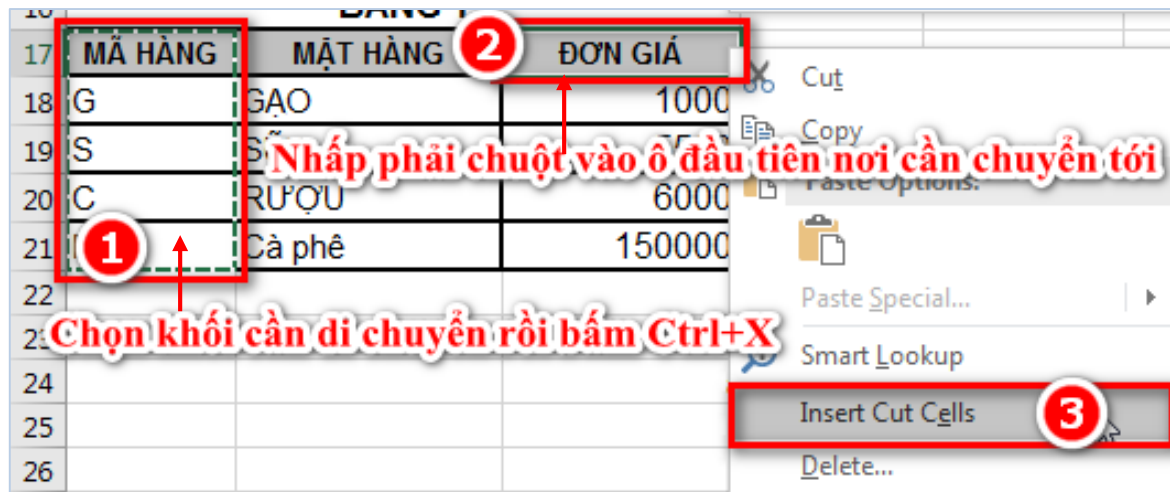 17 MÃ HÀNG MẶT HÀNG 2 ĐƠN GIÁ
Cut
18 G GẠO 1000
Copy
19 S
Nhấp phải chuột vào ô đầu tiên nơi cần chuyển tới
Paste Options:
20 C RƯỢU 6000
21 1 Cà phê 150000
22
Paste Special...
Chọn khối cần di chuyển rồi bấm Ctrl+X
Smart Lookup
24
Insert Cut Cells 3
25
26
Delete...